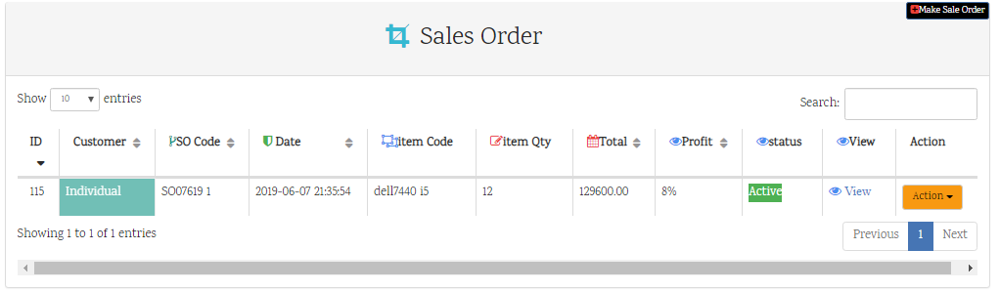 Make Sale Order
Sales Order
Show 10 entries
Search:
ID Customer SO Code Date item Code item Qty Total Profit status View Action
115 Individual SO07619 1 2019-06-07 21:35:54 dell7440 i5 12 129600.00 8% Active View Action
Showing 1 to 1 of 1 entries
Previous 1 Next